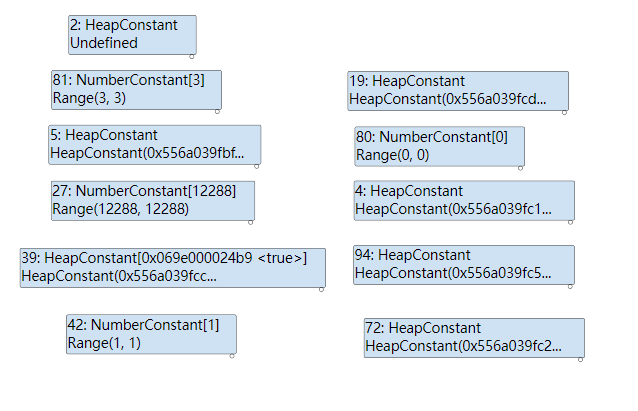 2: HeapConstant
Undefined
81: NumberConstant[3]
Range(3, 3)
5: HeapConstant
HeapConstant(0x556a039fbf...
27: NumberConstant[12288]
Range(12288, 12288)
39: HeapConstant[0x069e000024b9 <true>]
HeapConstant(0x556a039fcc...
42: NumberConstant[1]
Range(1, 1)
19: HeapConstant
HeapConstant(0x556a039fcd...
80: NumberConstant[0]
Range(0, 0)
4: HeapConstant
HeapConstant(0x556a039fc1...
94: HeapConstant
HeapConstant(0x556a039fc5...
72: HeapConstant
HeapConstant(0x556a039fc2...